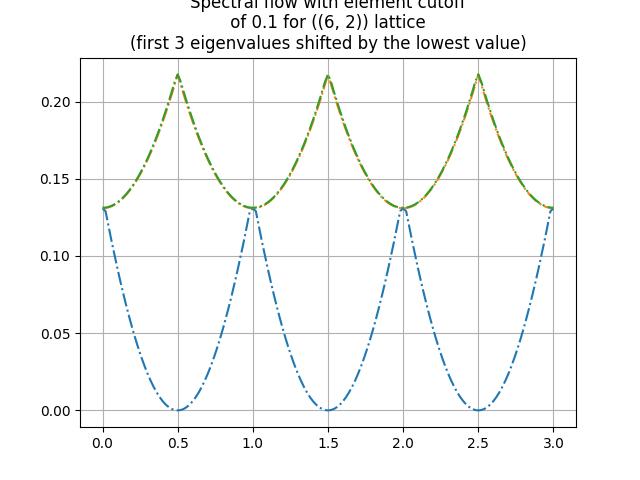 Spectral flow with element cutoff
of 0.1 for ((6, 2)) lattice
(first 3 eigenvalues shifted by the lowest value)
0.20
0.15
0.10
0.05
0.00
0.0 0.5 1.0 1.5 2.0 2.5 3.0